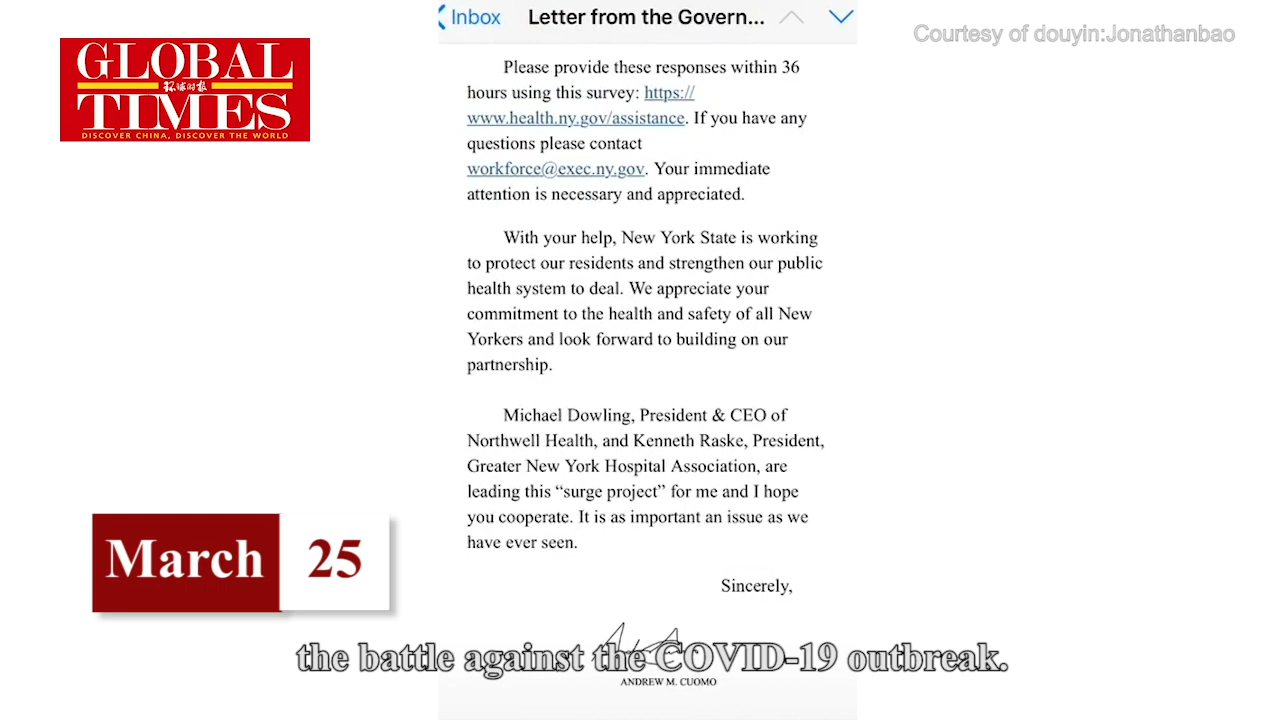 Inbox
Letter from the Govern...
Courtesy of douyin:Jonathanbao
GLOBAL
环球时报
TIMES
DISCOVER CHINA, DISCOVER THE WORLD
Please provide these responses within 36
hours using this survey: https://
www.health.ny.gov/assistance. If you have any
questions please contact
workforce@exec.ny.gov. Your immediate
attention is necessary and appreciated.
With your help, New York State is working
to protect our residents and strengthen our public
health system to deal. We appreciate your
commitment to the health and safety of all New
Yorkers and look forward to building on our
partnership.
Michael Dowling, President & CEO of
Northwell Health, and Kenneth Raske, President,
Greater New York Hospital Association, are
leading this “surge project” for me and I hope
you cooperate. It is as important an issue as we
have ever seen.
Sincerely,
March 25
the battle against the COVID-19 outbreak.
ANDREW M. CUOMO